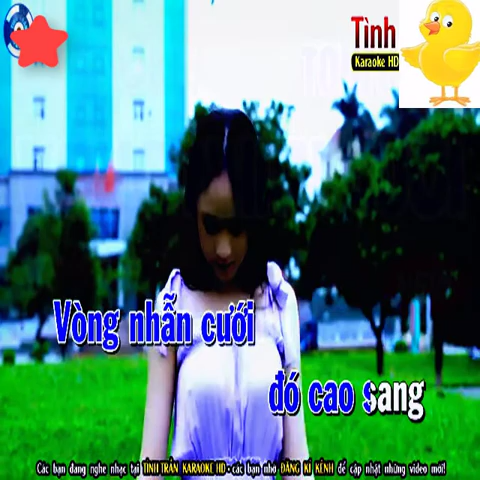 Tình
Karaoke HD
Vòng nhẫn cưới
đó cao sang
Các bạn đang nghe nhạc tại TÌNH TRẦN KARAOKE HD - các bạn nhớ ĐĂNG KÍ KÊNH để cập nhật những video mới!